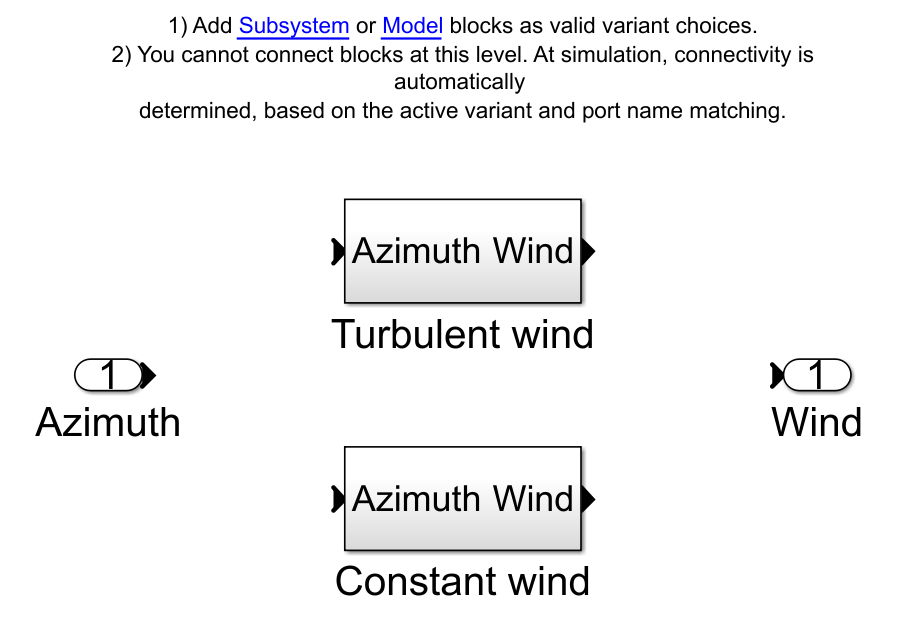 1) Add Subsystem or Model blocks as valid variant choices.
2) You cannot connect blocks at this level. At simulation, connectivity is
automatically
determined, based on the active variant and port name matching.
Azimuth Wind
Turbulent wind
1
Azimuth
1
Wind
Azimuth Wind
Constant wind